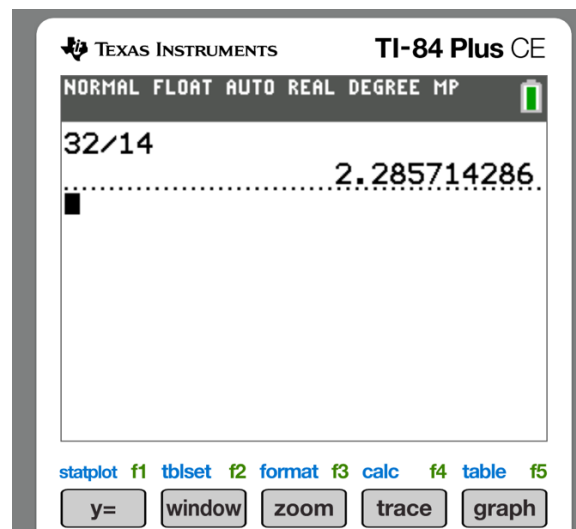 TEXAS INSTRUMENTS TI-84 Plus CE
NORMAL FLOAT AUTO REAL DEGREE MP
32/14
2.285714286
statplot f1 tblset f2 format f3 calc f4 table f5
y= window zoom trace graph